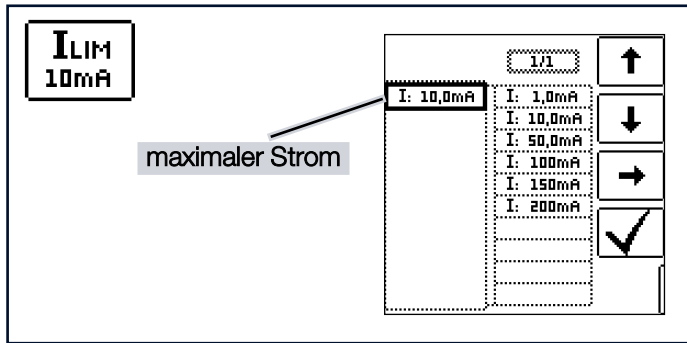 ILIM
10mA
maximaler Strom
1/1
I: 10,0mA
I: 1,0mA
I: 10,0mA
I: 50,0mA
I: 100mA
I: 150mA
I: 200mA